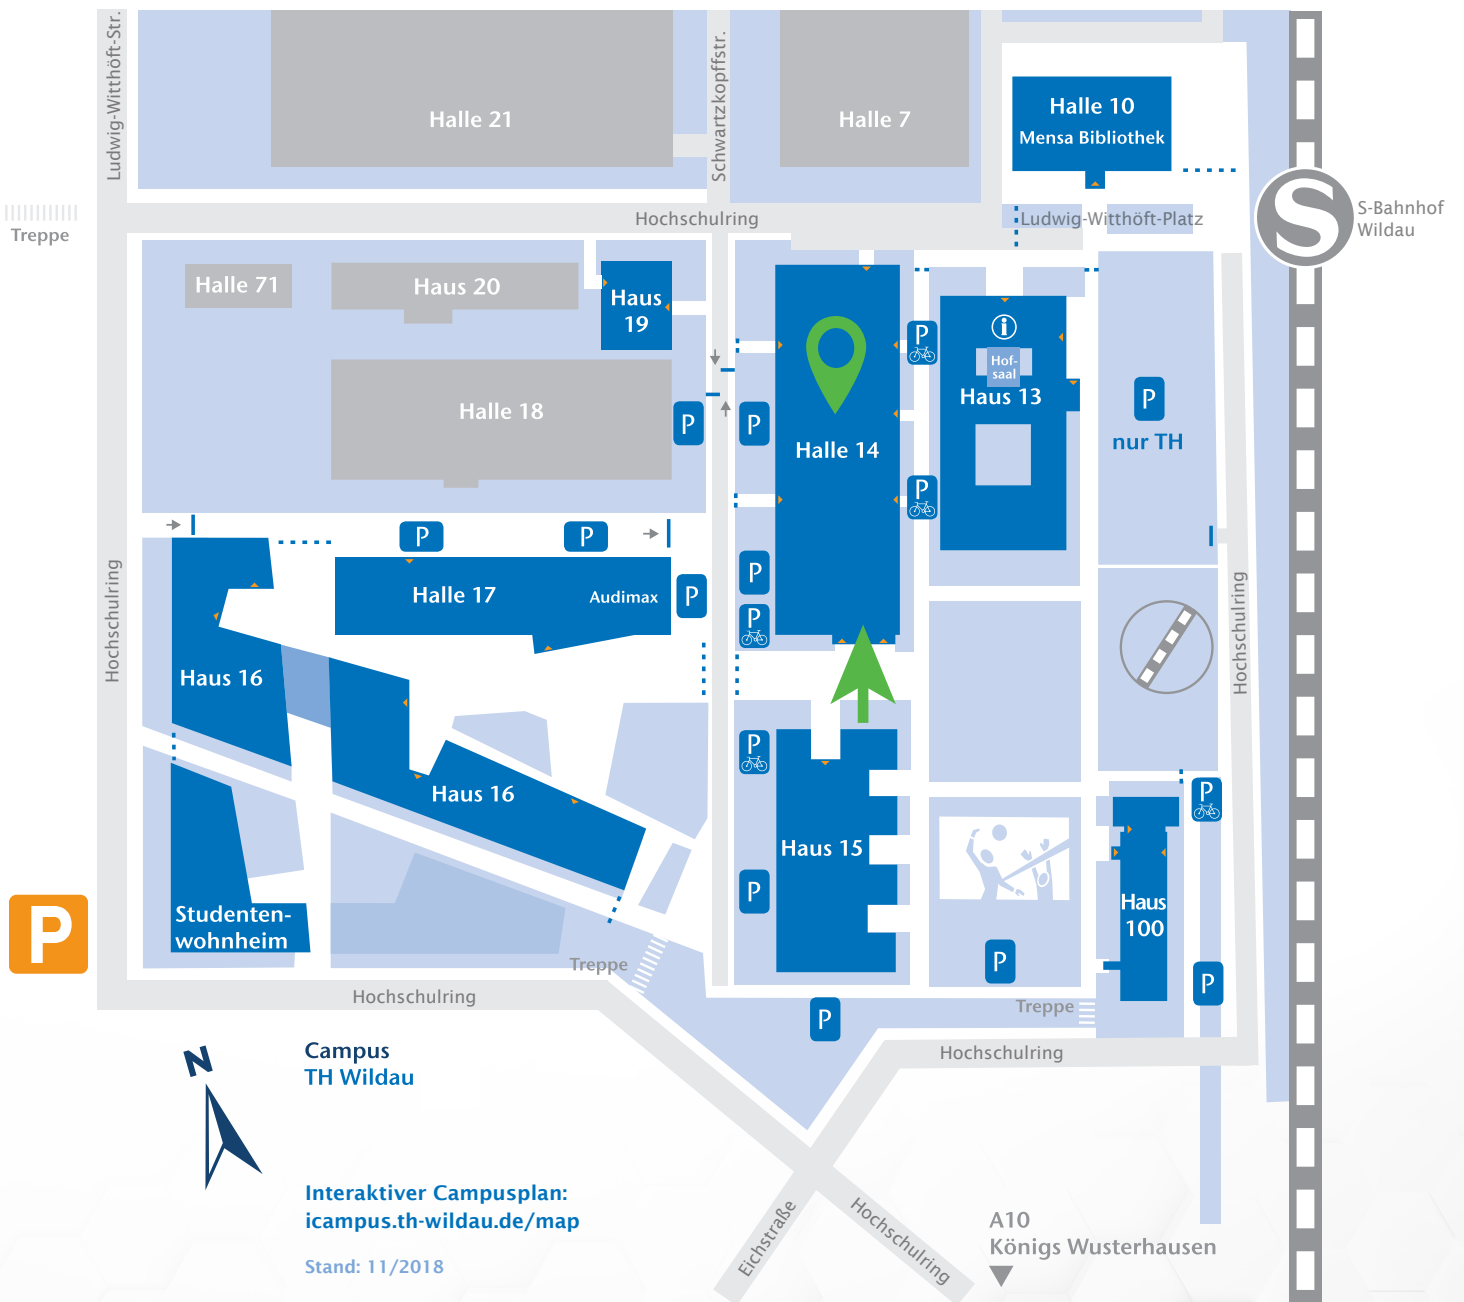 Ludwig-Witthöft-Str.
Halle 21
Schwartzkopffstr.
Halle 7
Halle 10
Mensa Bibliothek
Treppe
Hochschulring
Ludwig-Witthöft-Platz
S
S-Bahnhof
Wildau
Halle 71
Haus 20
Haus
19
i
Hof-
saal
Haus 13
P
Halle 18
P
P
P
nur TH
Halle 14
P
P
P
Hochschulring
Halle 17
Audimax
P
P
P
Hochschulring
Haus 16
P
Haus 16
P
Haus 15
P
Haus
100
P
Studenten-
wohnheim
P
Treppe
P
P
Hochschulring
P
Treppe
Hochschulring
N
Campus
TH Wildau
Interaktiver Campusplan:
icampus.th-wildau.de/map
Stand: 11/2018
Eichstraße
Hochschulring
A10
Königs Wusterhausen